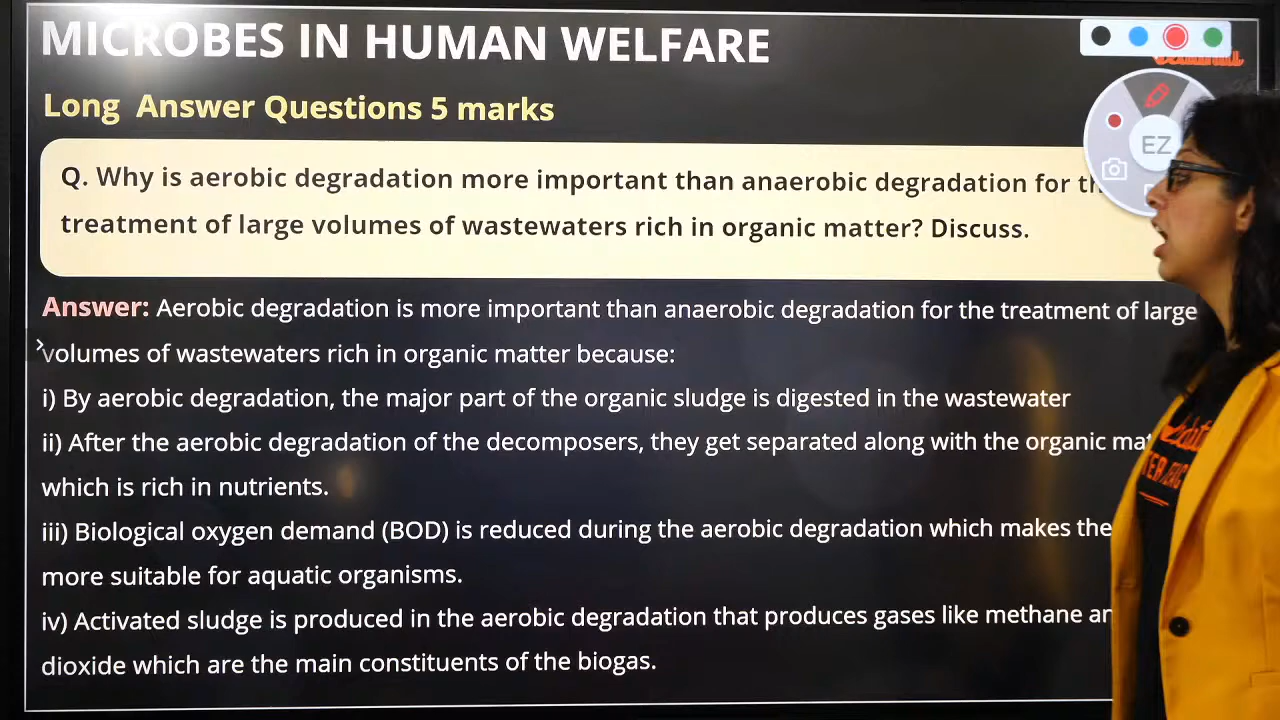 MICROBES IN HUMAN WELFARE
Long Answer Questions 5 marks
Q. Why is aerobic degradation more important than anaerobic degradation for
treatment of large volumes of wastewaters rich in organic matter? Discuss.
EZ
Answer: Aerobic degradation is more important than anaerobic degradation for the treatment of large
volumes of wastewaters rich in organic matter because:
i) By aerobic degradation, the major part of the organic sludge is digested in the wastewater
ii) After the aerobic degradation of the decomposers, they get separated along with the organic
which is rich in nutrients.
iii) Biological oxygen demand (BOD) is reduced during the aerobic degradation which makes the
more suitable for aquatic organisms.
iv) Activated sludge is produced in the aerobic degradation that produces gases like methane
dioxide which are the main constituents of the biogas.